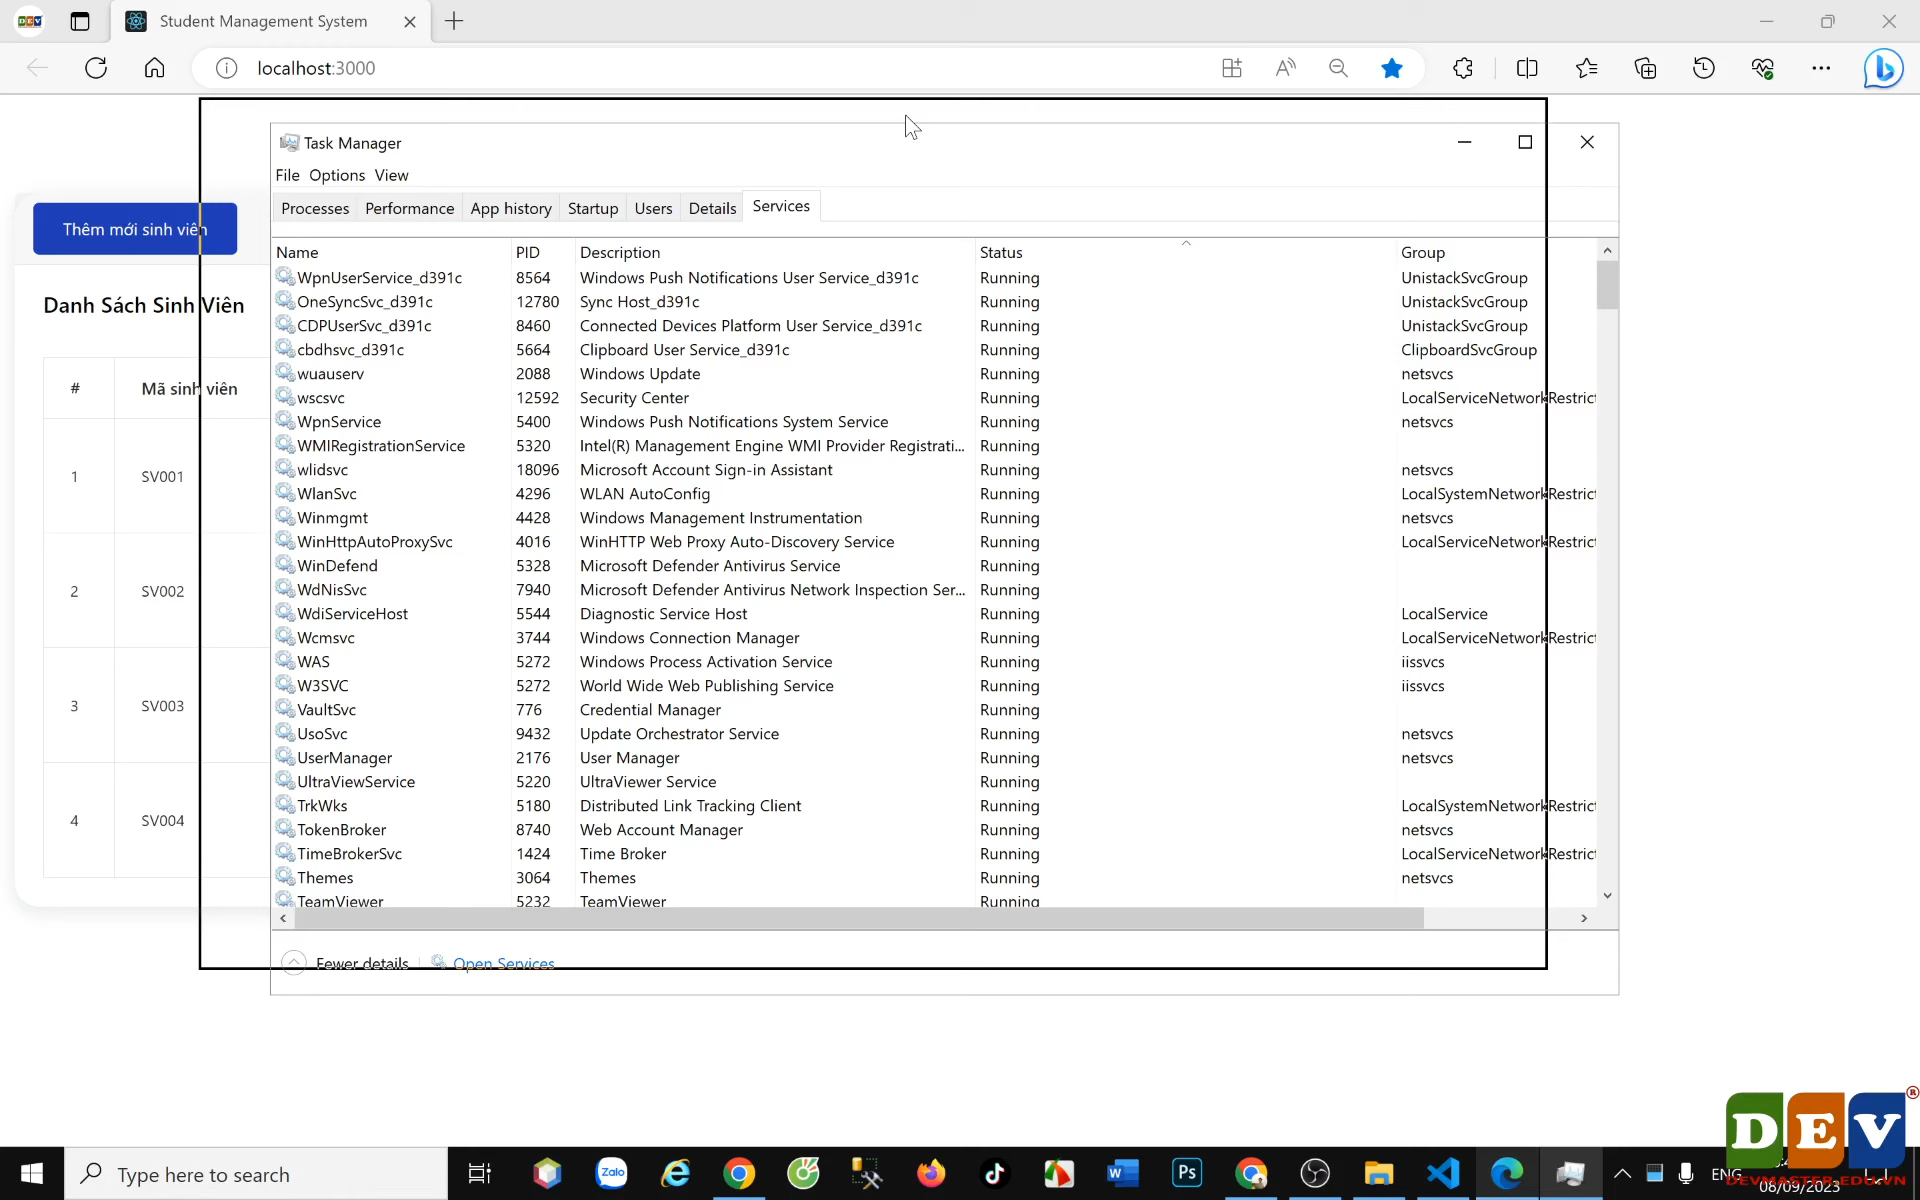 DEV
Student Management System
localhost:3000
Task Manager
File Options View
Thêm mới sinh viên
Processes Performance App history Startup Users Details Services
Danh Sách Sinh Viên
# Mã sinh viên
1 SV001
2 SV002
3 SV003
4 SV004
Name PID Description Status Group
WpnUserService_d391c 8564 Windows Push Notifications User Service_d391c Running UnistackSvcGroup
OneSyncSvc_d391c 12780 Sync Host_d391c Running UnistackSvcGroup
CDPUserSvc_d391c 8460 Connected Devices Platform User Service_d391c Running UnistackSvcGroup
cbdhsvc_d391c 5664 Clipboard User Service_d391c Running ClipboardSvcGroup
wuauserv 2088 Windows Update Running netsvcs
wscsvc 12592 Security Center Running LocalServiceNetworkRestrict
WpnService 5400 Windows Push Notifications System Service Running netsvcs
WMIRegistrationService 5320 Intel(R) Management Engine WMI Provider Registrati... Running
wlidsvc 18096 Microsoft Account Sign-in Assistant Running netsvcs
WlanSvc 4296 WLAN AutoConfig Running LocalSystemNetworkRestrict
Winmgmt 4428 Windows Management Instrumentation Running netsvcs
WinHttpAutoProxySvc 4016 WinHTTP Web Proxy Auto-Discovery Service Running LocalServiceNetworkRestrict
WinDefend 5328 Microsoft Defender Antivirus Service Running
WdNisSvc 7940 Microsoft Defender Antivirus Network Inspection Ser... Running
WdiServiceHost 5544 Diagnostic Service Host Running LocalService
Wcmsvc 3744 Windows Connection Manager Running LocalServiceNetworkRestrict
WAS 5272 Windows Process Activation Service Running iissvcs
W3SVC 5272 World Wide Web Publishing Service Running iissvcs
VaultSvc 776 Credential Manager Running
UsoSvc 9432 Update Orchestrator Service Running netsvcs
UserManager 2176 User Manager Running netsvcs
UltraViewService 5220 UltraViewer Service Running
TrkWks 5180 Distributed Link Tracking Client Running LocalSystemNetworkRestrict
TokenBroker 8740 Web Account Manager Running netsvcs
TimeBrokerSvc 1424 Time Broker Running LocalServiceNetworkRestrict
Themes 3064 Themes Running netsvcs
TeamViewer 5232 TeamViewer Running
Fewer details Open Services
DEV®
DEVMASTER.EDU.VN
Type here to search
Zalo
Ps
ENG
08/09/2023